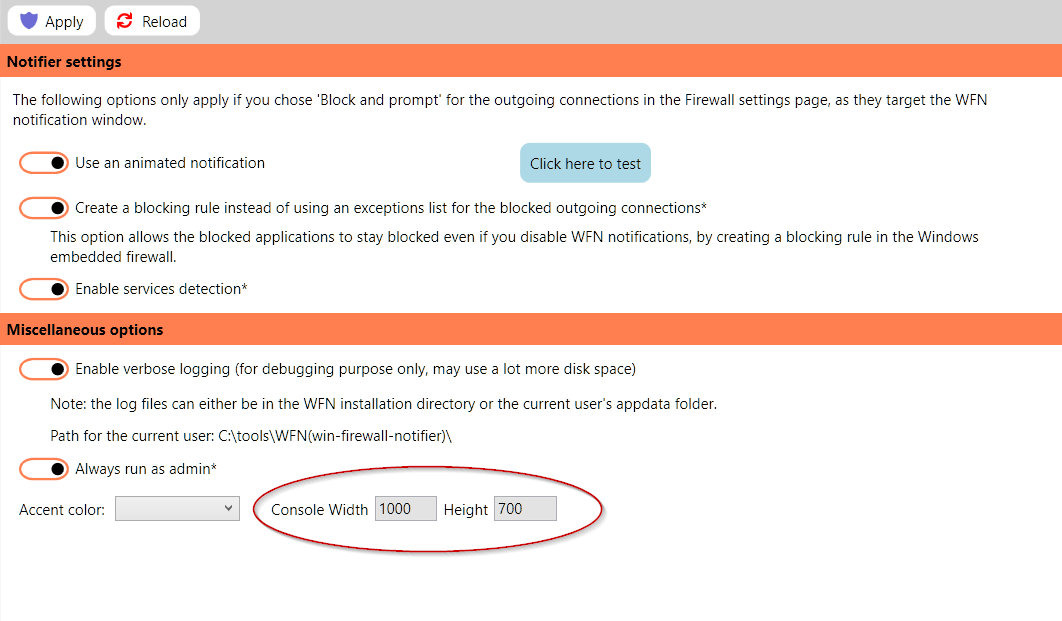 Apply Reload
Notifier settings
The following options only apply if you chose 'Block and prompt' for the outgoing connections in the Firewall settings page, as they target the WFN
notification window.
Use an animated notification Click here to test
Create a blocking rule instead of using an exceptions list for the blocked outgoing connections*
This option allows the blocked applications to stay blocked even if you disable WFN notifications, by creating a blocking rule in the Windows
embedded firewall.
Enable services detection*
Miscellaneous options
Enable verbose logging (for debugging purpose only, may use a lot more disk space)
Note: the log files can either be in the WFN installation directory or the current user's appdata folder.
Path for the current user: C:\tools\WFN(win-firewall-notifier)\
Always run as admin*
Accent color: Console Width 1000 Height 700